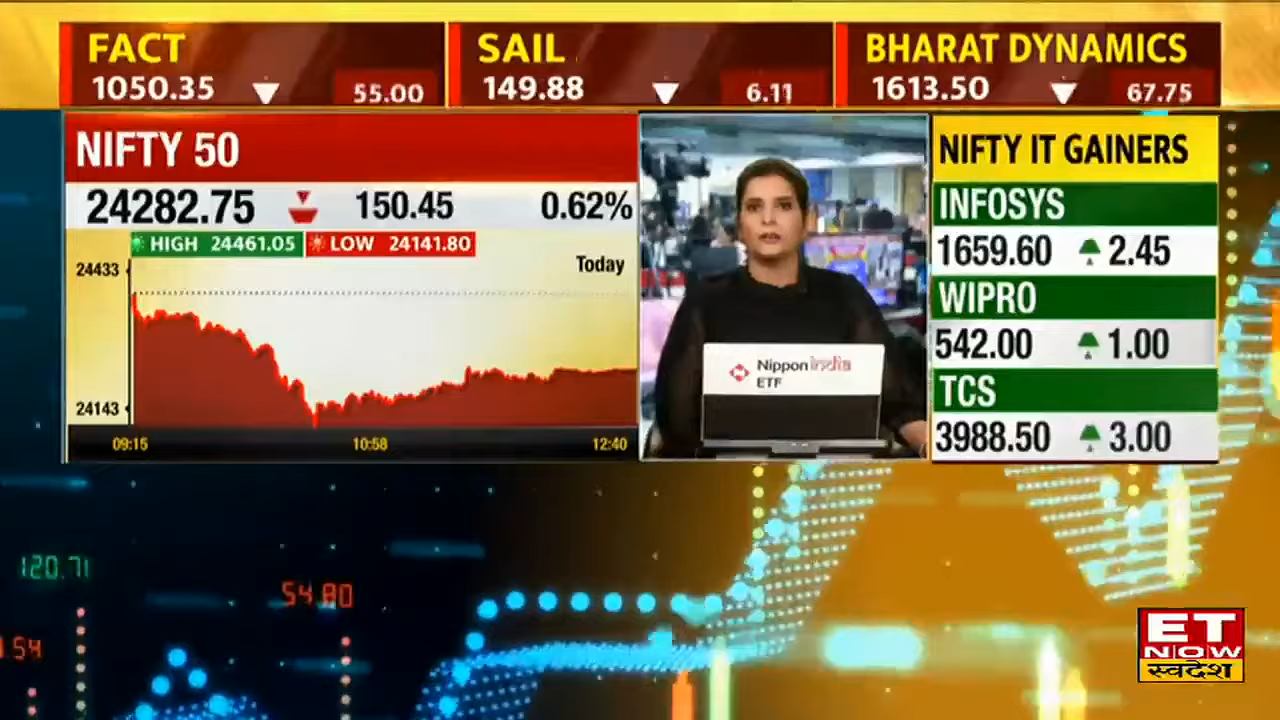 FACT
1050.35 55.00
SAIL
149.88 6.11
BHARAT DYNAMICS
1613.50 67.75
NIFTY 50
24282.75 150.45 0.62%
HIGH 24461.05 LOW 24141.80
Today
24433
24143
09:15 10:58 12:40
Nippon india
ETF
NIFTY IT GAINERS
INFOSYS
1659.60 2.45
WIPRO
542.00 1.00
TCS
3988.50 3.00
120.71
54.80
.54
ET
NOW
स्वदेश